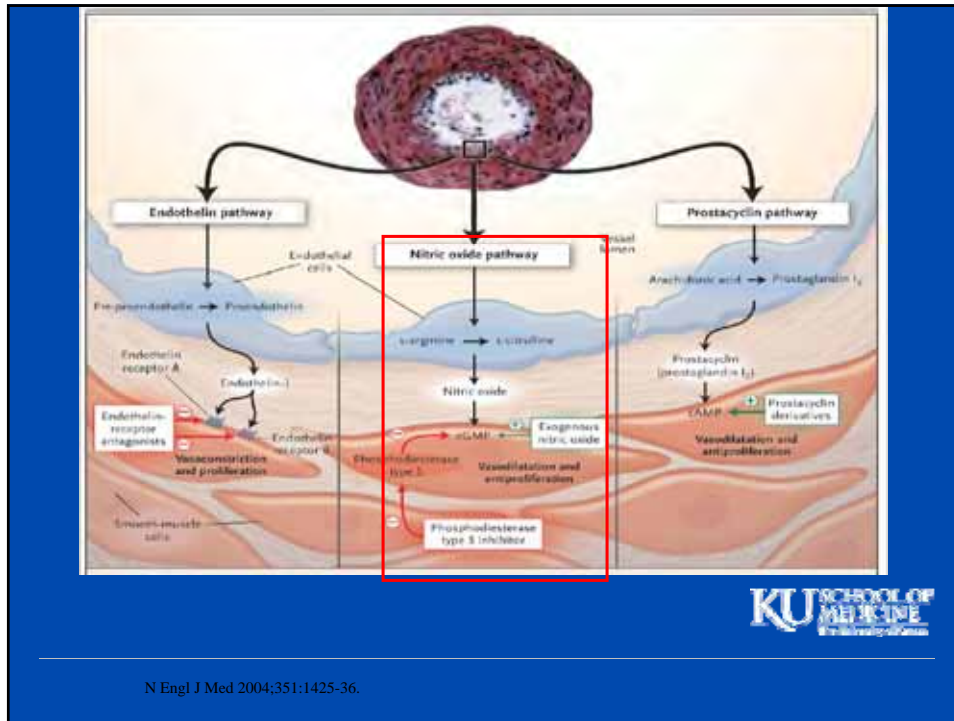 Endothelin pathway
Prostacyclin pathway
Nitric oxide pathway
Vessel
lumen
Endothelial
cells
Arachidonic acid → Prostaglandin I₂
Pre-proendothelin → Proendothelin
L-arginine → L-citrulline
Endothelin
receptor A
Endothelin-1
Nitric oxide
Prostacyclin
(prostaglandin I₂)
cAMP
+
Prostacyclin
derivatives
Vasodilatation and
antiproliferation
Endothelin-
receptor
antagonists
−
−
Endothelin
receptor B
Vasoconstriction
and proliferation
−
cGMP
+
Exogenous
nitric oxide
Phosphodiesterase
type 5
Vasodilatation and
antiproliferation
Smooth-muscle
cells
−
Phosphodiesterase
type 5 inhibitor
KU SCHOOL OF
MEDICINE
N Engl J Med 2004;351:1425-36.